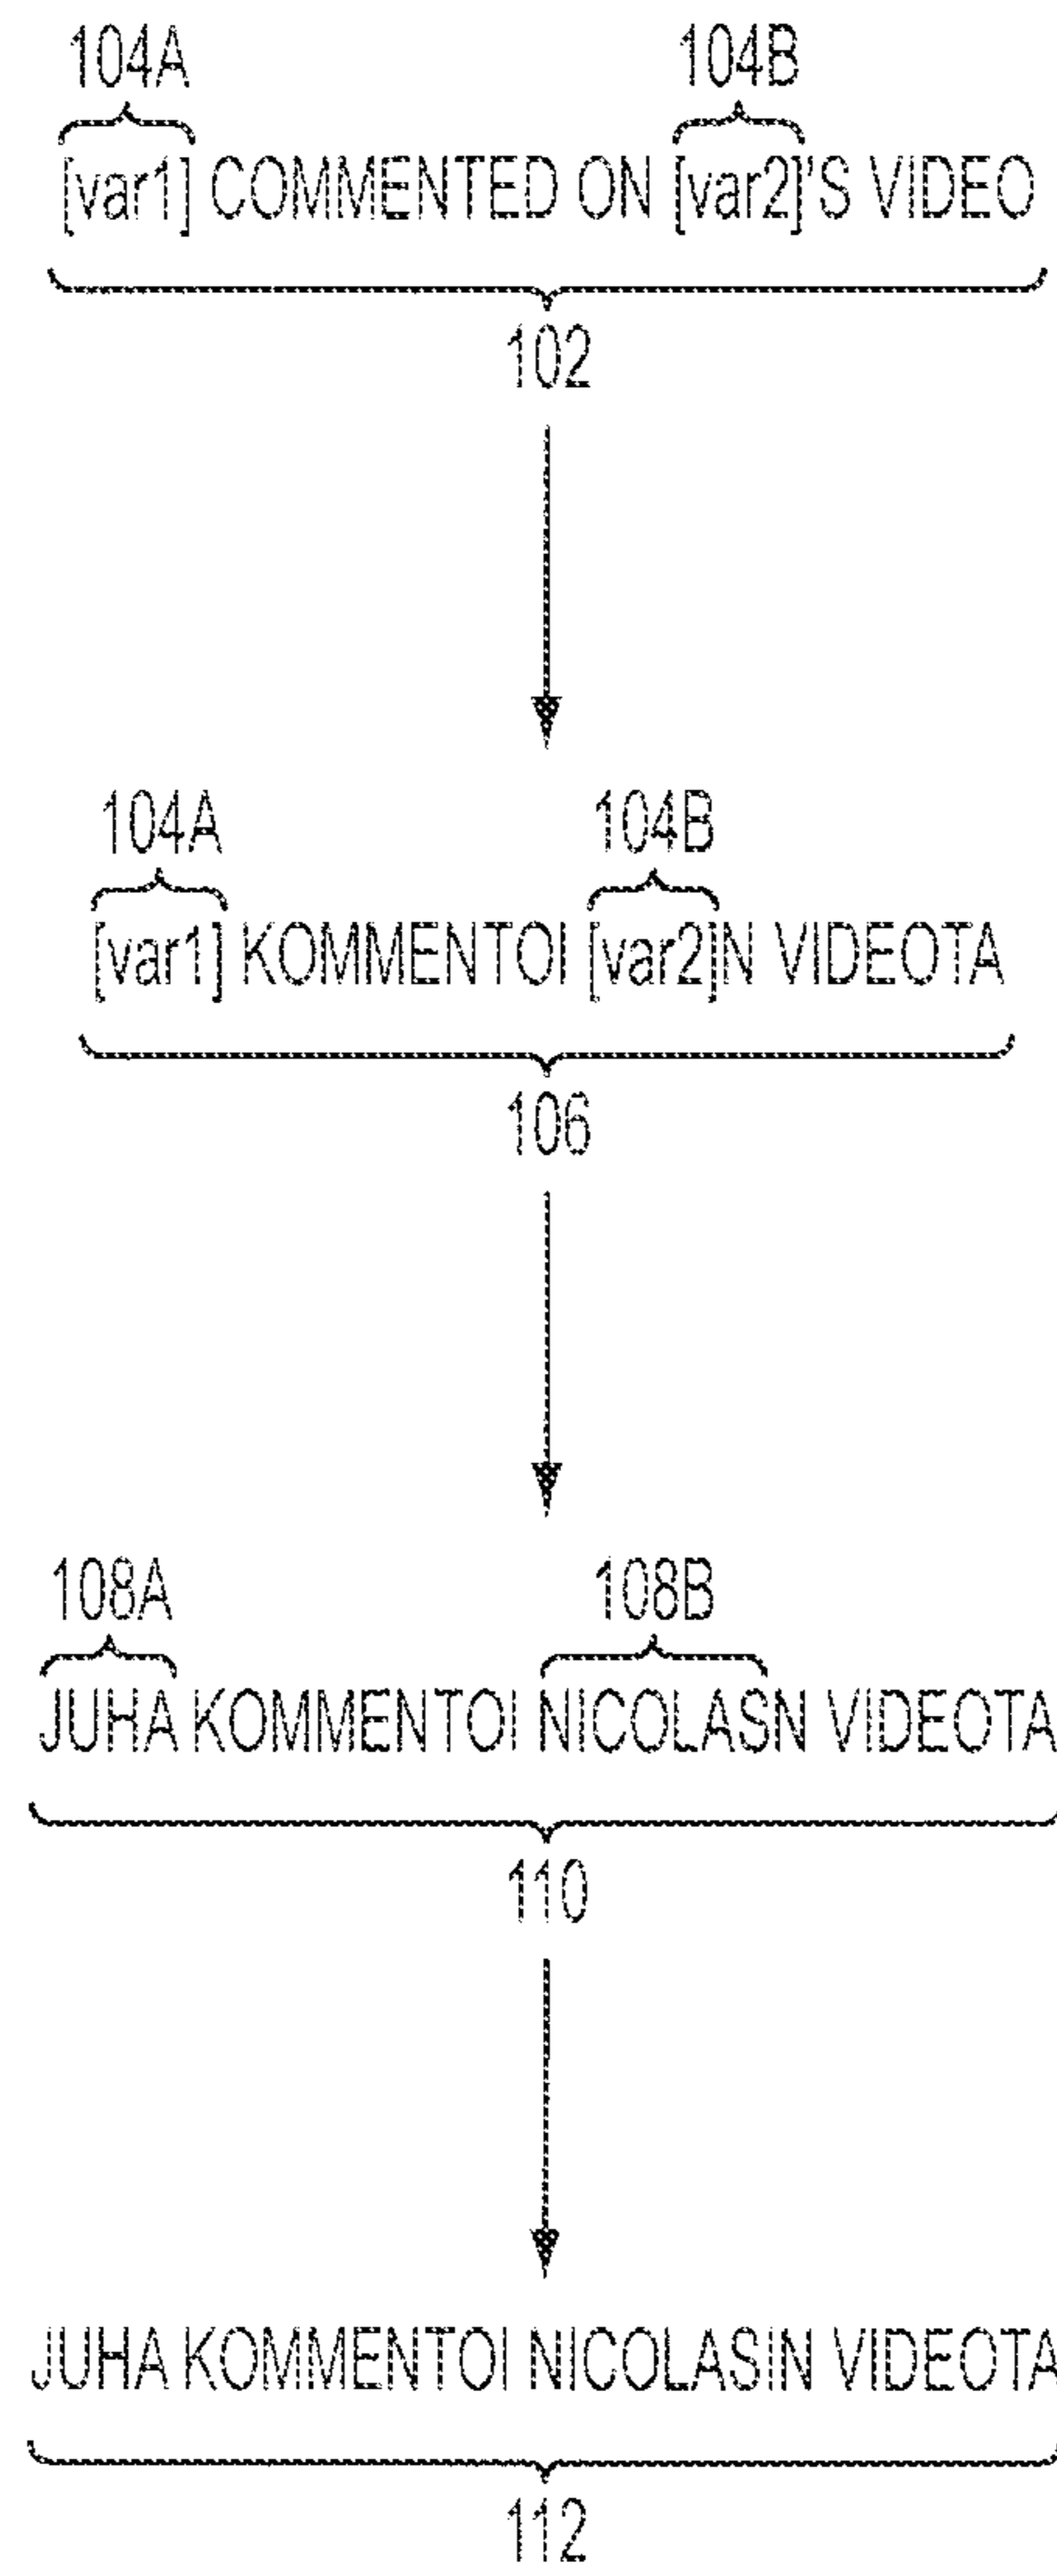 104A 104B
[var1] COMMENTED ON [var2]'S VIDEO
102
104A 104B
[var1] KOMMENTOI [var2]N VIDEOTA
106
108A 108B
JUHA KOMMENTOI NICOLASN VIDEOTA
110
JUHA KOMMENTOI NICOLASIN VIDEOTA
112